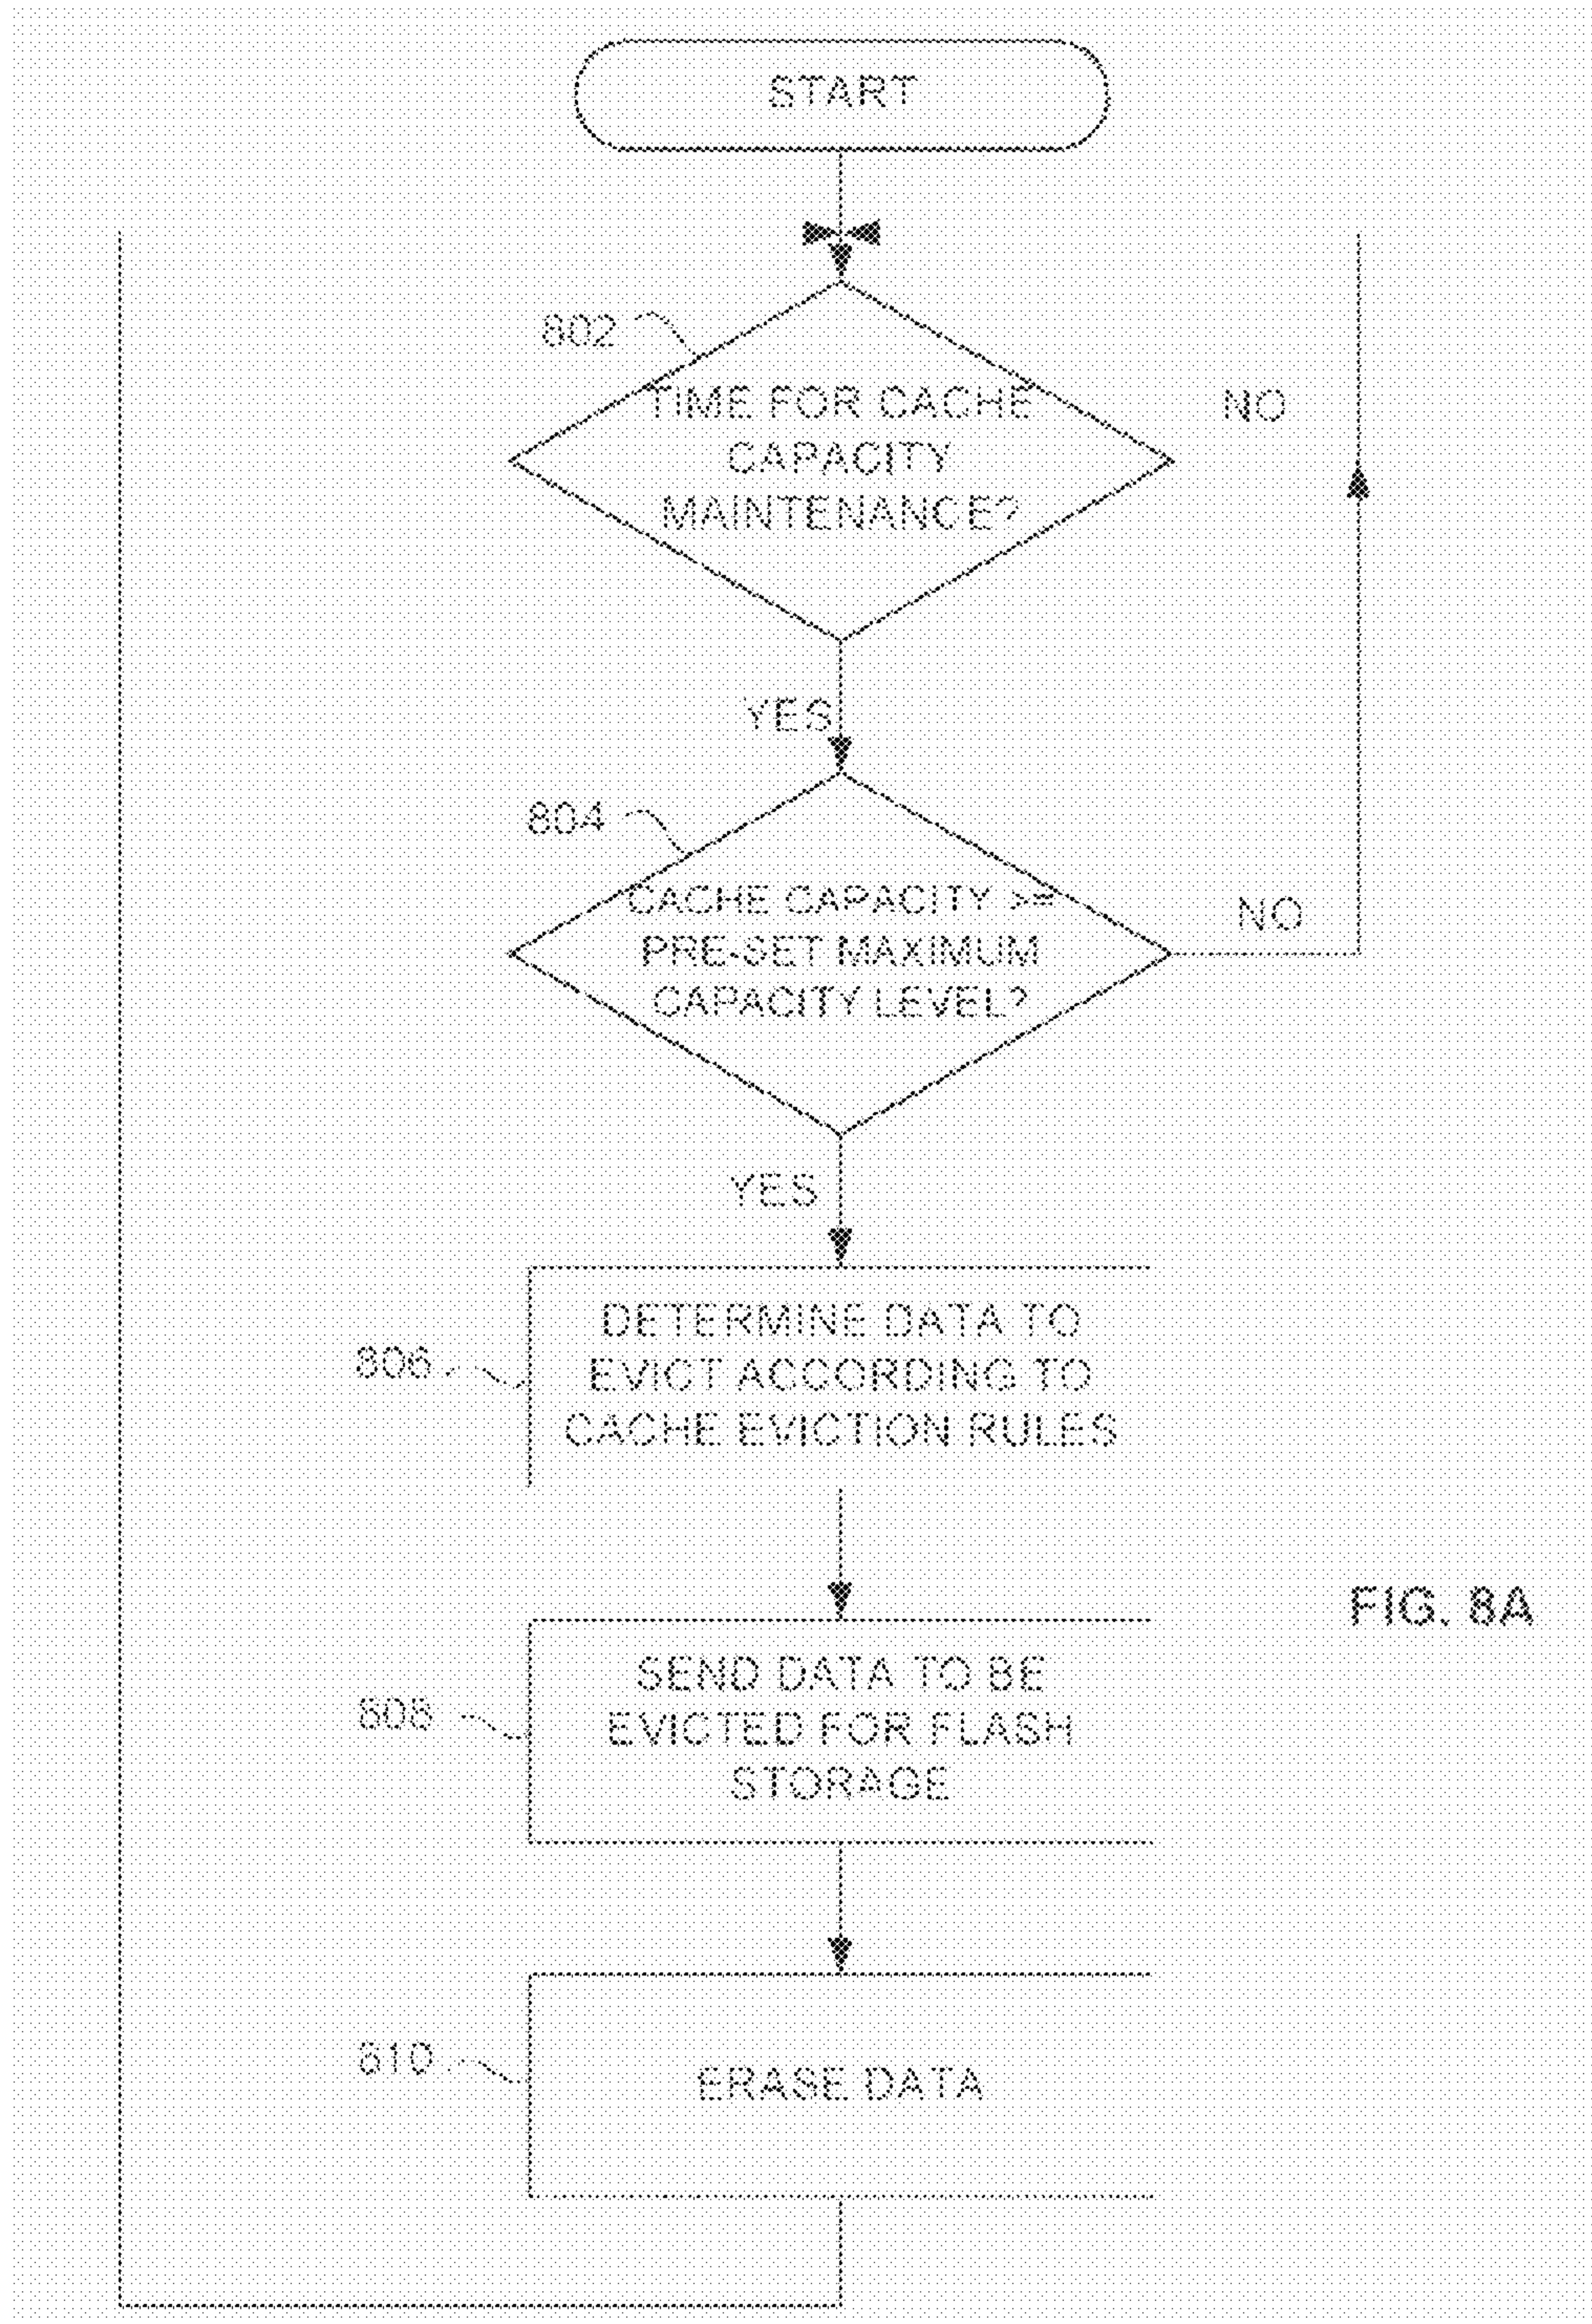 START
802
TIME FOR CACHE
CAPACITY
MAINTENANCE?
NO
YES
804
CACHE CAPACITY >=
PRE-SET MAXIMUM
CAPACITY LEVEL?
NO
YES
806
DETERMINE DATA TO
EVICT ACCORDING TO
CACHE EVICTION RULES
808
SEND DATA TO BE
EVICTED FOR FLASH
STORAGE
FIG. 8A
810
ERASE DATA